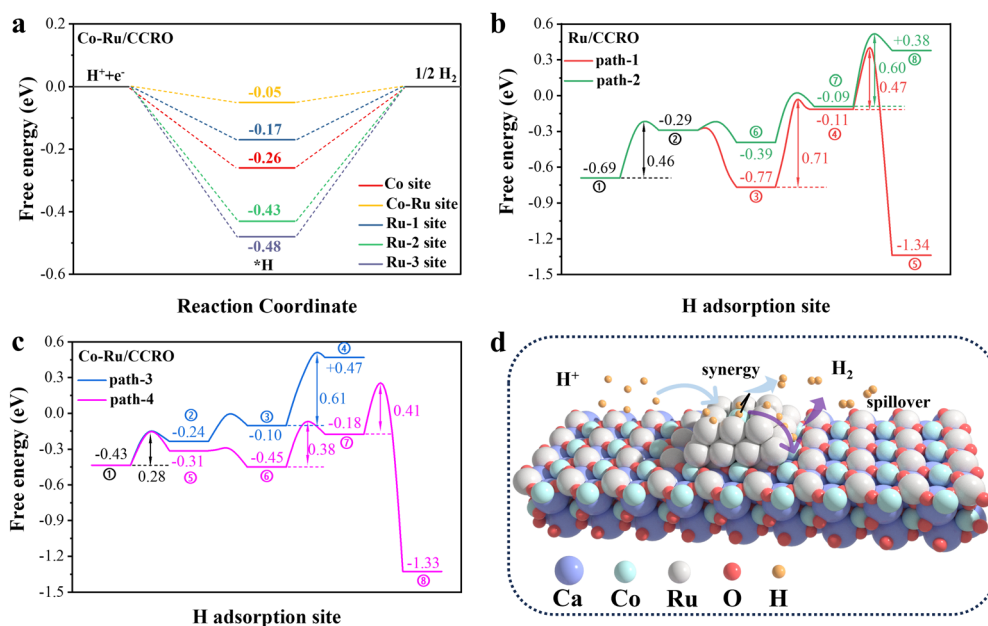 a
Co-Ru/CCRO
H⁺+e⁻
1/2 H₂
-0.05
-0.17
-0.26
-0.43
-0.48
*H
Co site
Co-Ru site
Ru-1 site
Ru-2 site
Ru-3 site
0.2
0.0
-0.2
-0.4
-0.6
Free energy (eV)
Reaction Coordinate
b
Ru/CCRO
path-1
path-2
0.6
0.3
0.0
-0.3
-0.6
-0.9
-1.2
-1.5
Free energy (eV)
-0.69
①
0.46
-0.29
②
⑥
-0.39
-0.77
③
0.71
⑦
-0.09
-0.11
④
+0.38
⑧
0.60
0.47
-1.34
⑤
H adsorption site
c
Co-Ru/CCRO
path-3
path-4
0.6
0.3
0.0
-0.3
-0.6
-0.9
-1.2
-1.5
Free energy (eV)
-0.43
①
0.28
②
-0.24
-0.31
⑤
③
-0.10
-0.45
⑥
④
+0.47
0.61
0.38
-0.18
⑦
0.41
-1.33
⑧
H adsorption site
d
H⁺
synergy
H₂
spillover
Ca Co Ru O H